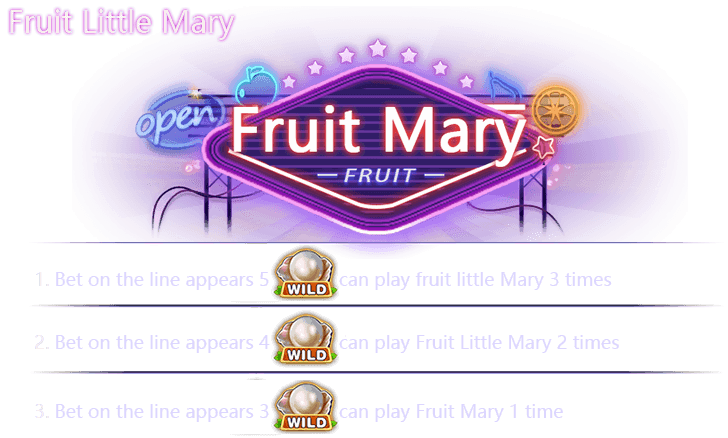 Fruit Little Mary
open
Fruit Mary
FRUIT
1. Bet on the line appears 5 WILD can play fruit little Mary 3 times
2. Bet on the line appears 4 WILD can play Fruit Little Mary 2 times
3. Bet on the line appears 3 WILD can play Fruit Mary 1 time